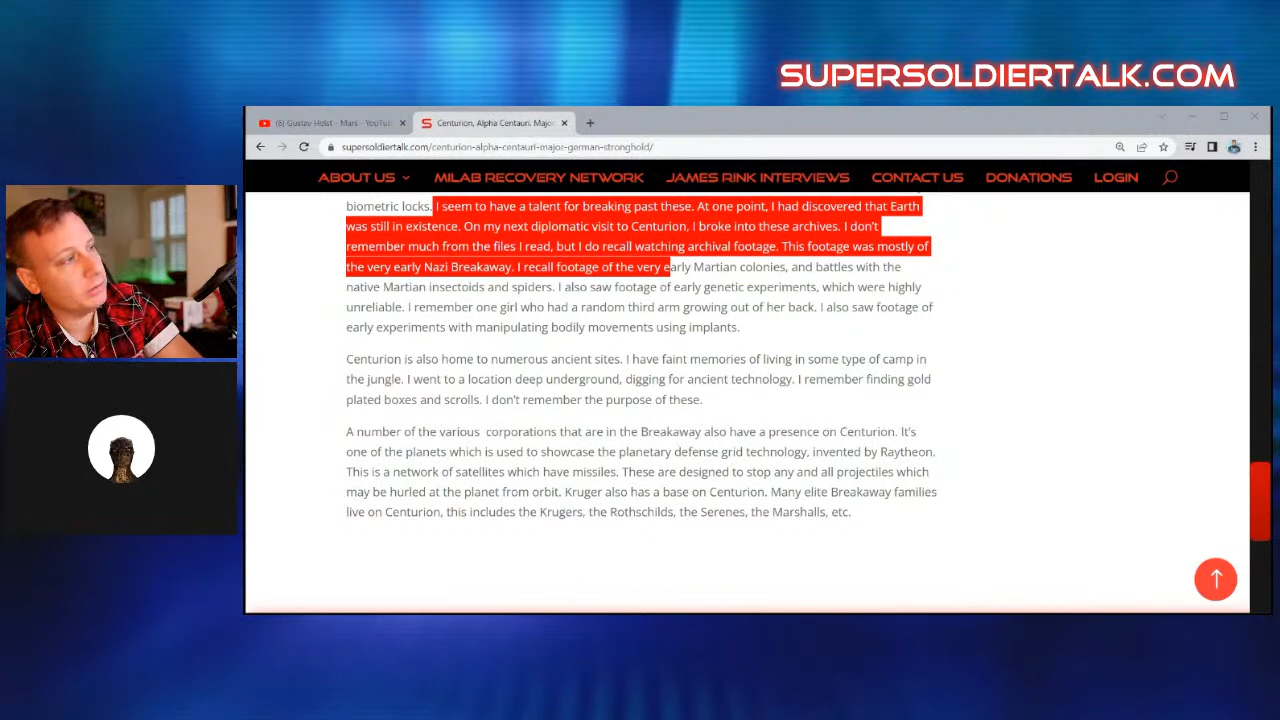 SUPERSOLDIERTALK.COM
(6) Gustav Holst - Mars - YouTub
Centurion, Alpha Centauri. Major
supersoldiertalk.com/centurion-alpha-centauri-major-german-stronghold/
ABOUT US MILAB RECOVERY NETWORK JAMES RINK INTERVIEWS CONTACT US DONATIONS LOGIN
biometric locks. I seem to have a talent for breaking past these. At one point, I had discovered that Earth
was still in existence. On my next diplomatic visit to Centurion, I broke into these archives. I don't
remember much from the files I read, but I do recall watching archival footage. This footage was mostly of
the very early Nazi Breakaway. I recall footage of the very early Martian colonies, and battles with the
native Martian insectoids and spiders. I also saw footage of early genetic experiments, which were highly
unreliable. I remember one girl who had a random third arm growing out of her back. I also saw footage of
early experiments with manipulating bodily movements using implants.
Centurion is also home to numerous ancient sites. I have faint memories of living in some type of camp in
the jungle. I went to a location deep underground, digging for ancient technology. I remember finding gold
plated boxes and scrolls. I don't remember the purpose of these.
A number of the various corporations that are in the Breakaway also have a presence on Centurion. It's
one of the planets which is used to showcase the planetary defense grid technology, invented by Raytheon.
This is a network of satellites which have missiles. These are designed to stop any and all projectiles which
may be hurled at the planet from orbit. Kruger also has a base on Centurion. Many elite Breakaway families
live on Centurion, this includes the Krugers, the Rothschilds, the Serenes, the Marshalls, etc.